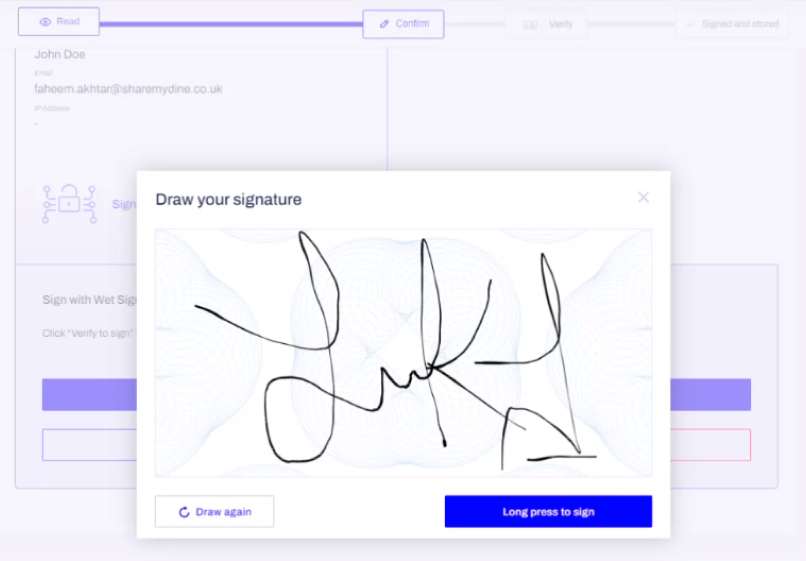 Read
Confirm
Verify
Signed and stored
John Doe
Email
faheem.akhtar@sharemydine.co.uk
IP Address
-
Draw your signature
Sign
Sign with Wet
Click "Verify to sign"
Draw again
Long press to sign